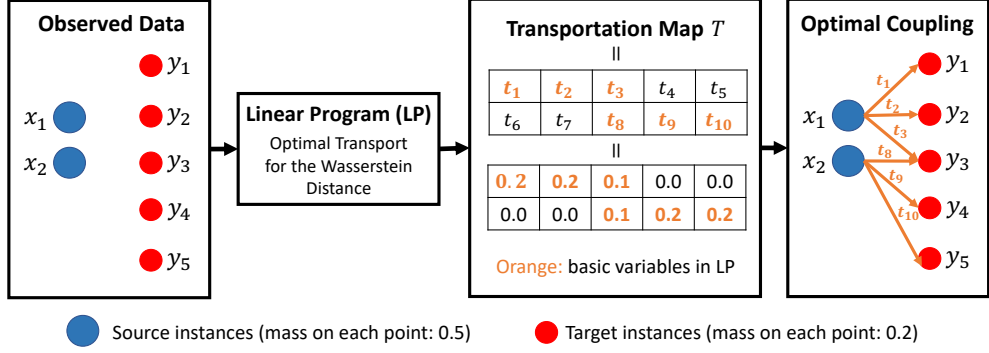 Observed Data
x₁
x₂
y₁
y₂
y₃
y₄
y₅
Linear Program (LP)
Optimal Transport
for the Wasserstein
Distance
Transportation Map T
=
t₁ t₂ t₃ t₄ t₅
t₆ t₇ t₈ t₉ t₁₀
=
0.2 0.2 0.1 0.0 0.0
0.0 0.0 0.1 0.2 0.2
Orange: basic variables in LP
Optimal Coupling
x₁
x₂
t₁
t₂
t₃
t₈
t₉
t₁₀
y₁
y₂
y₃
y₄
y₅
Source instances (mass on each point: 0.5)
Target instances (mass on each point: 0.2)